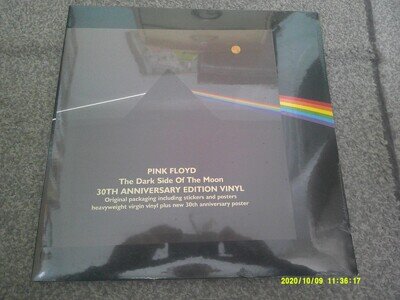 PINK FLOYD
The Dark Side Of The Moon
30TH ANNIVERSARY EDITION VINYL
Original packaging including stickers and posters
heavyweight virgin vinyl plus new 30th anniversary poster
2020/10/09 11:36:17